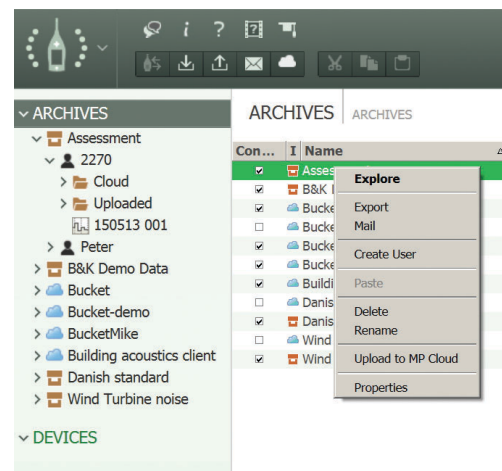 i ? ?
ARCHIVES
Assessment
2270
Cloud
Uploaded
150513 001
Peter
B&K Demo Data
Bucket
Bucket-demo
BucketMike
Building acoustics client
Danish standard
Wind Turbine noise
DEVICES
ARCHIVES ARCHIVES
Con... I Name
Asses
B&K
Bucke
Bucke
Bucke
Bucke
Buildi
Danis
Danis
Wind
Wind
Explore
Export
Mail
Create User
Paste
Delete
Rename
Upload to MP Cloud
Properties